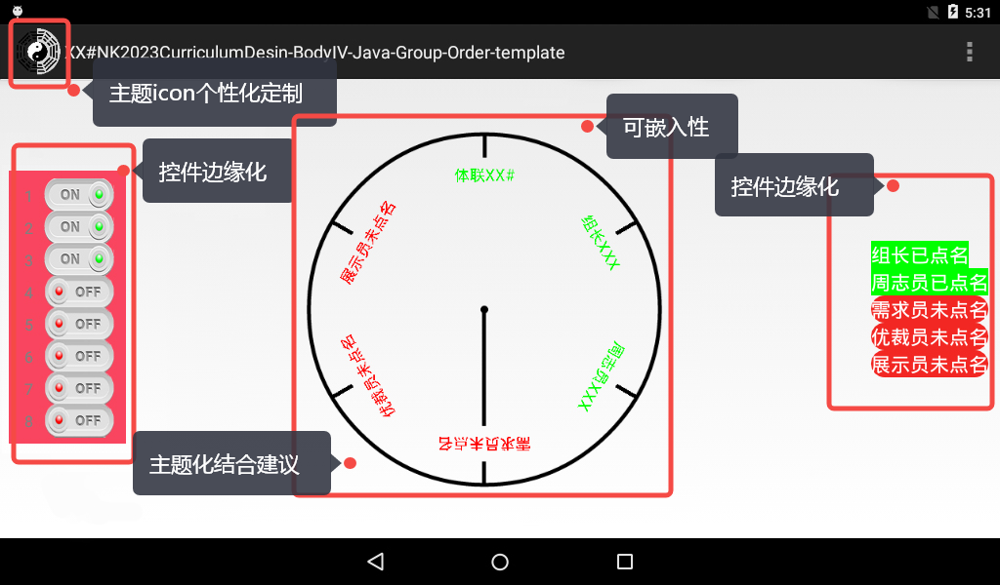 5:31
XX#NK2023CurriculumDesin-BodyIV-Java-Group-Order-template
主题icon个性化定制
可嵌入性
控件边缘化
控件边缘化
1 ON
2 ON
3 ON
4 OFF
5 OFF
6 OFF
7 OFF
8 OFF
体联XX#
组长XXX
周志员XXX
需求员未点名
优裁员未点名
展示员未点名
组长已点名
周志员已点名
需求员未点名
优裁员未点名
展示员未点名
主题化结合建议